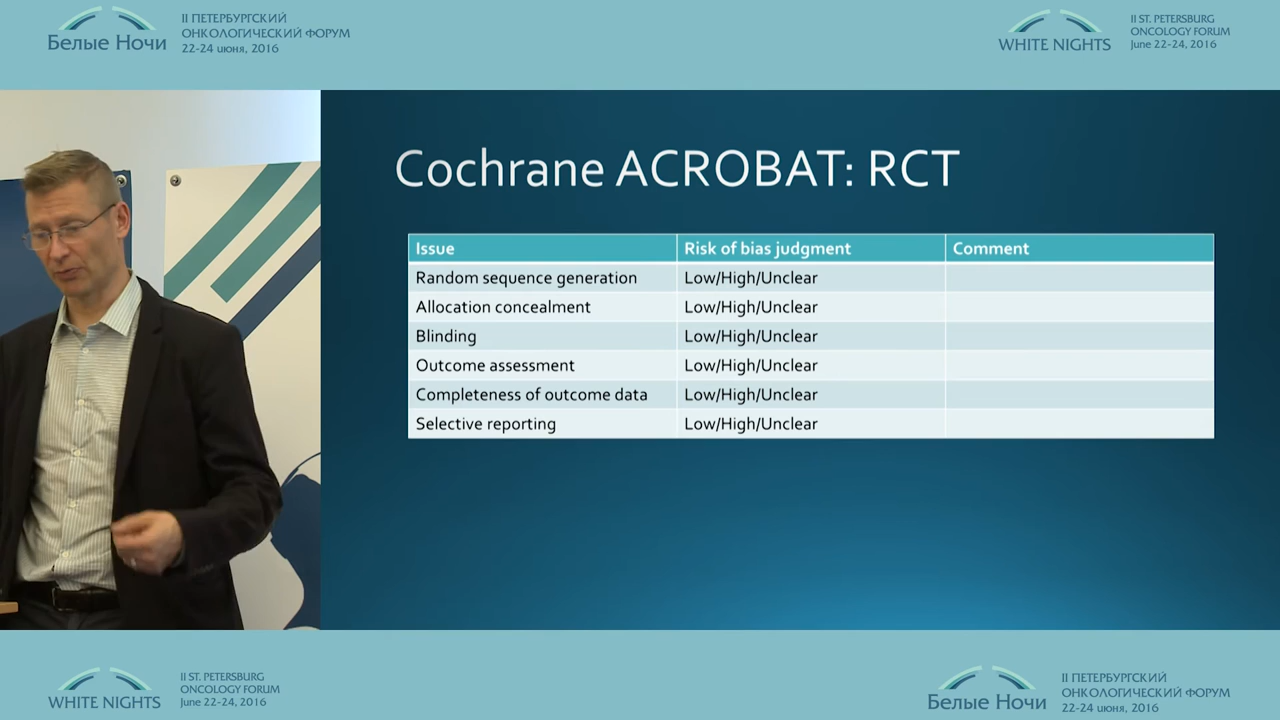 II ПЕТЕРБУРГСКИЙ
ОНКОЛОГИЧЕСКИЙ ФОРУМ
Белые Ночи
22-24 июня, 2016
II ST. PETERSBURG
ONCOLOGY FORUM
WHITE NIGHTS
June 22-24, 2016
Cochrane ACROBAT: RCT
Issue Risk of bias judgment Comment
Random sequence generation Low/High/Unclear
Allocation concealment Low/High/Unclear
Blinding Low/High/Unclear
Outcome assessment Low/High/Unclear
Completeness of outcome data Low/High/Unclear
Selective reporting Low/High/Unclear
II ST. PETERSBURG
ONCOLOGY FORUM
WHITE NIGHTS
June 22-24, 2016
II ПЕТЕРБУРГСКИЙ
ОНКОЛОГИЧЕСКИЙ ФОРУМ
Белые Ночи
22-24 июня, 2016